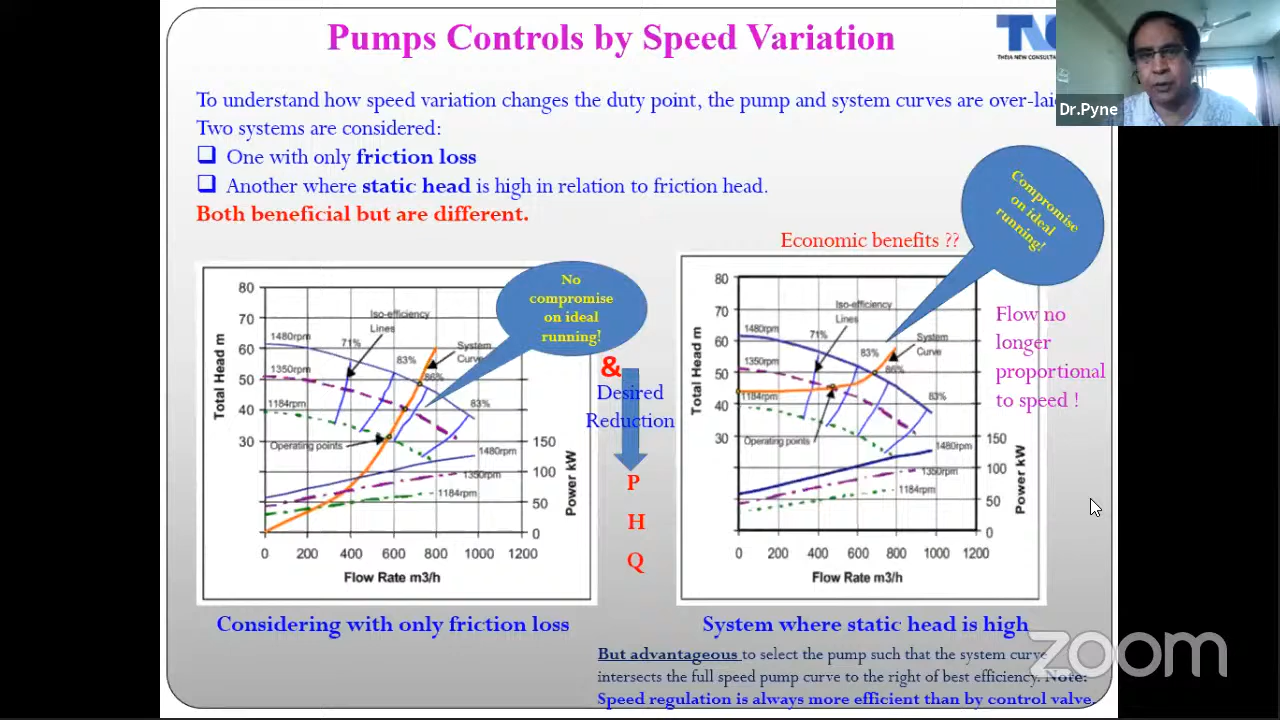 Pumps Controls by Speed Variation
THEIA NEW CONSULTA
Dr.Pyne
To understand how speed variation changes the duty point, the pump and system curves are over-lai
Two systems are considered:
❑ One with only friction loss
❑ Another where static head is high in relation to friction head.
Both beneficial but are different.
Compromise
on ideal
running!
Economic benefits ??
No
compromise
on ideal
running!
80
70
60
50
40
30
Total Head m
1480rpm
1350rpm
1184rpm
Iso-efficiency
Lines
71%
83%
86%
System
Curve
83%
Operating points
1480rpm
1350rpm
1184rpm
150
100
50
0
Power kW
0 200 400 600 800 1000 1200
Flow Rate m3/h
&
Desired
Reduction
P
H
Q
80
70
60
50
40
30
Total Head m
1480rpm
1350rpm
1184rpm
Iso-efficiency
Lines
71%
83%
86%
System
Curve
83%
Operating points
1480rpm
1350rpm
1184rpm
150
100
50
0
Power kW
0 200 400 600 800 1000 1200
Flow Rate m3/h
Flow no
longer
proportional
to speed !
Considering with only friction loss
System where static head is high
But advantageous to select the pump such that the system curve
intersects the full speed pump curve to the right of best efficiency. Note:
Speed regulation is always more efficient than by control valve.
zoom